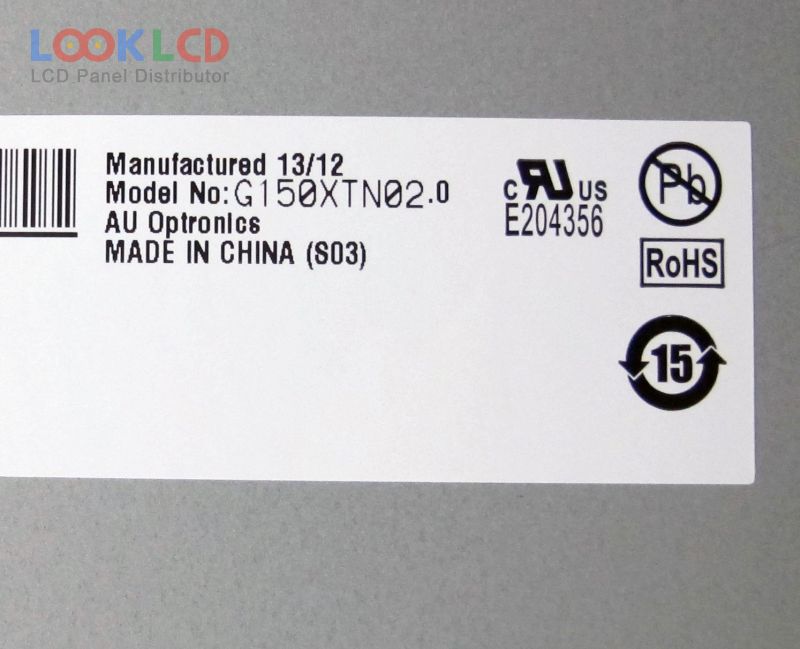 LOOKLCD
LCD Panel Distributor
Manufactured 13/12
Model No:G150XTN02.0
AU Optronics
MADE IN CHINA (S03)
c RU US
E204356
Pb
RoHS
15